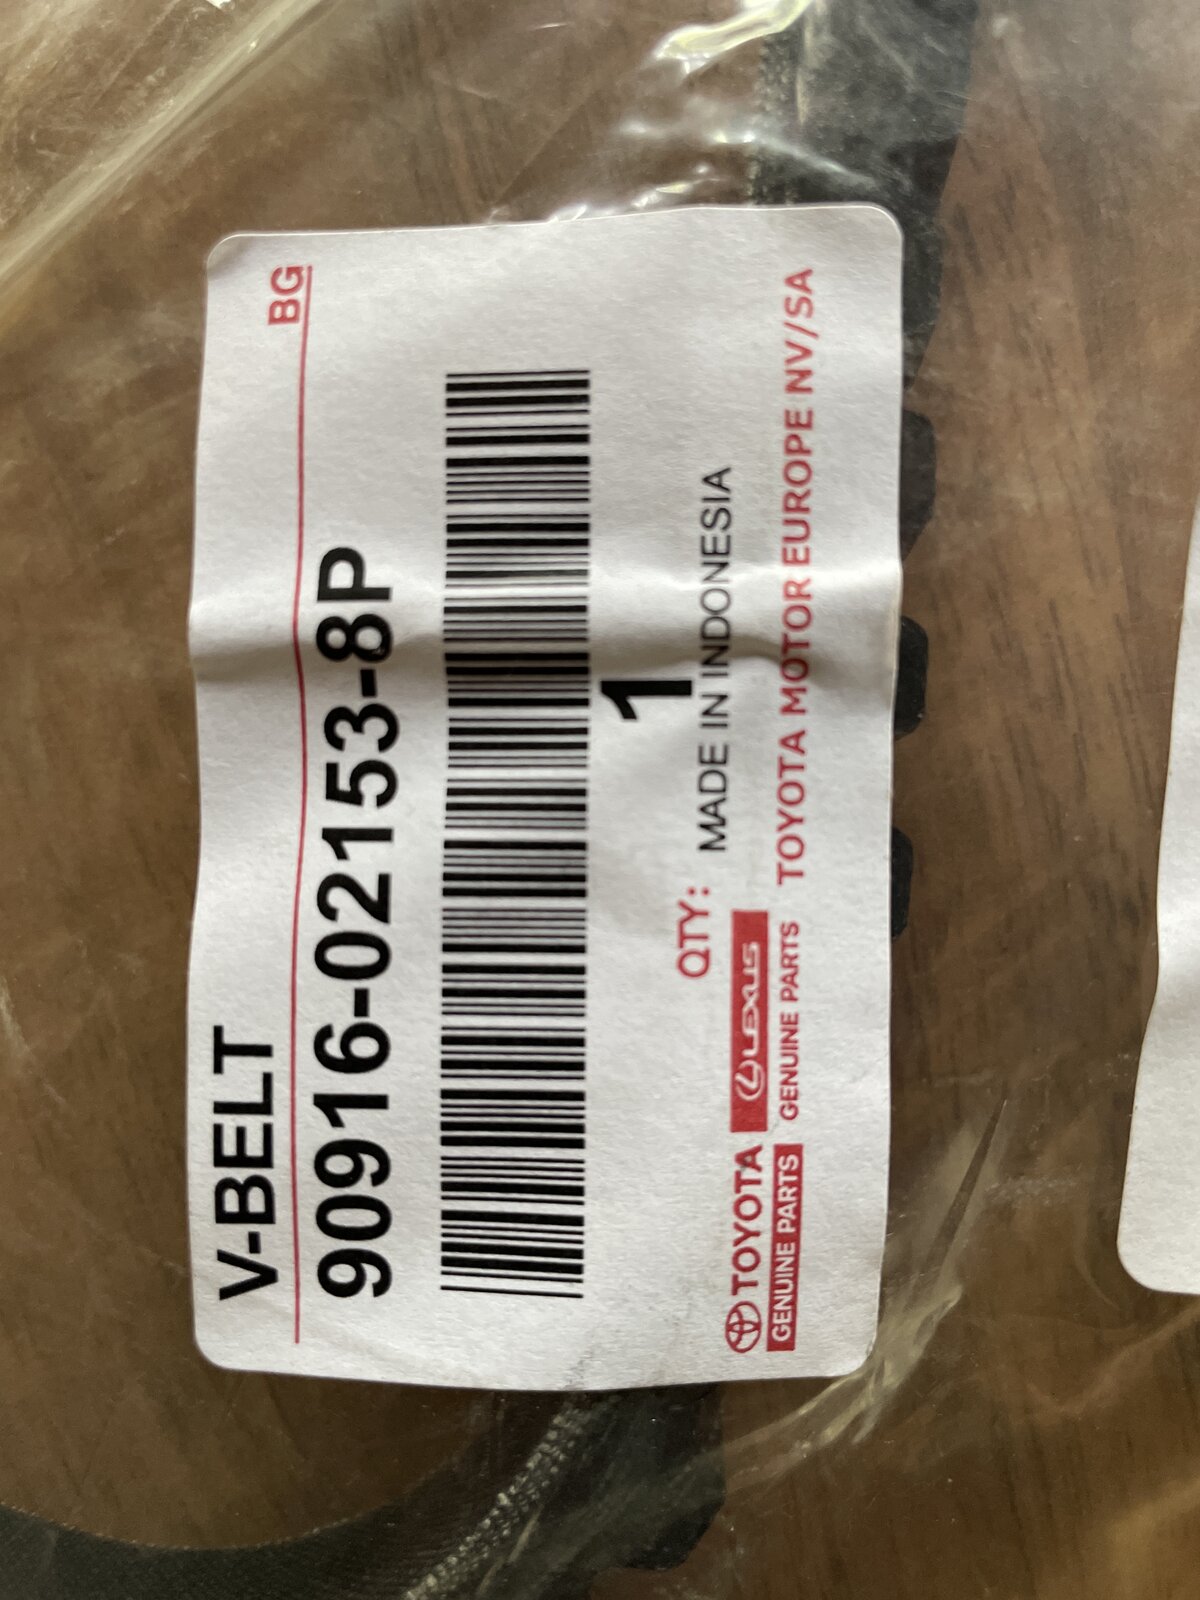 V-BELT
BG
90916-02153-8P
1
QTY:
MADE IN INDONESIA
TOYOTA
LEXUS
GENUINE PARTS
GENUINE PARTS
TOYOTA MOTOR EUROPE NV/SA